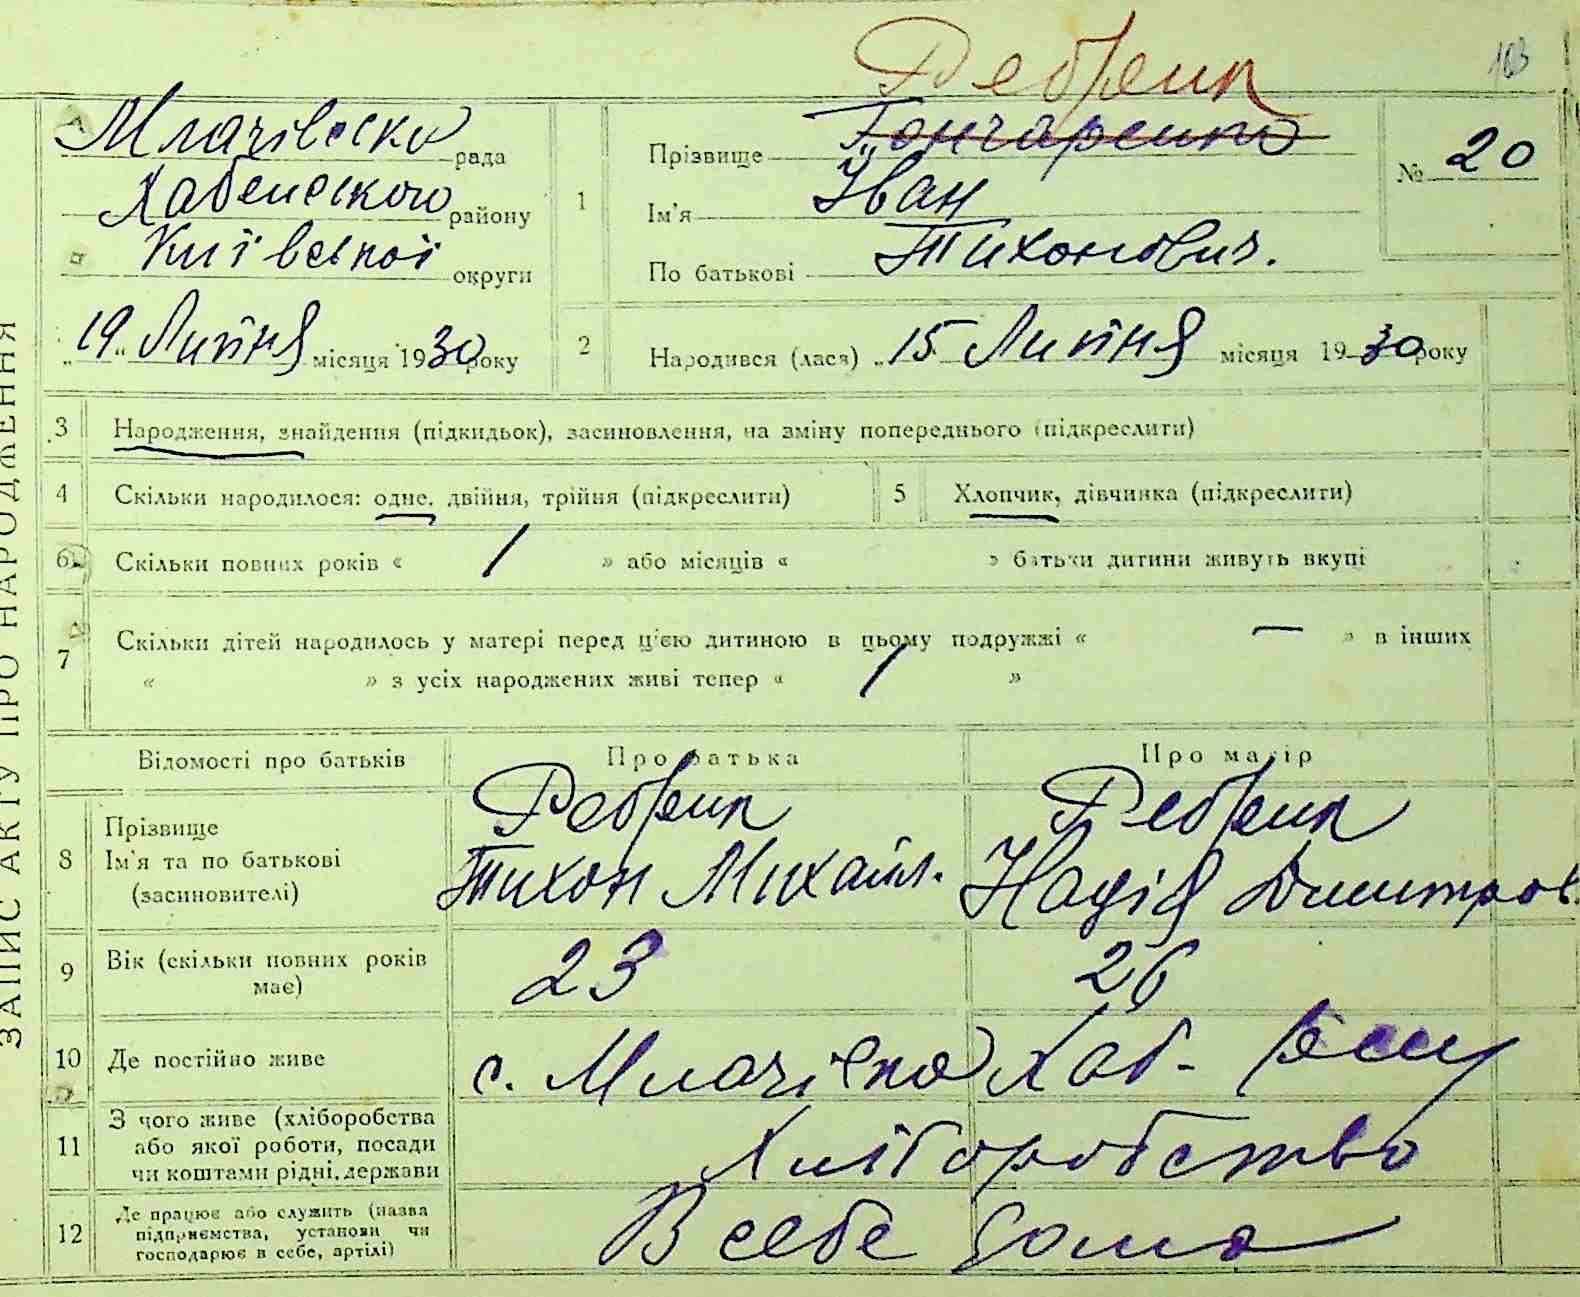 Ребрик
103
Млачівська рада
Хабенського району
Київської округи
„19„ Липня місяця 1930 року
1
Прізвище Гончаренко
Ім'я Іван
По батькові Тихонович.
№ 20
2
Народився (лася) „15 Липня місяця 1930 року
ЗАПИС АКТУ ПРО НАРОДЖЕННЯ
3 Народження, знайдення (підкидьок), засиновлення, на зміну попереднього (підкреслити)
4 Скільки народилося: одне, двійня, трійня (підкреслити) 5 Хлопчик, дівчинка (підкреслити)
6 Скільки повних років « 1 » або місяців « » батьки дитини живуть вкупі
7 Скільки дітей народилось у матері перед цією дитиною в цьому подружжі « — » в інших
« » з усіх народжених живі тепер « 1 »
Відомості про батьків Про батька Про матір
8 Прізвище
Ім'я та по батькові
(засиновителі)
Ребрик
Тихон Михайл.
Ребрик
Надія Дмитров.
9 Вік (скільки повних років
має)
23 26
10 Де постійно живе с. Млачівка Хаб-
11 З чого живе (хліборобства
або якої роботи, посади
чи коштами рідні, держави
Хліборобство
12 Де працює або служить (назва
підприємства, установи чи
господарює в себе, артілі)
В себе дома